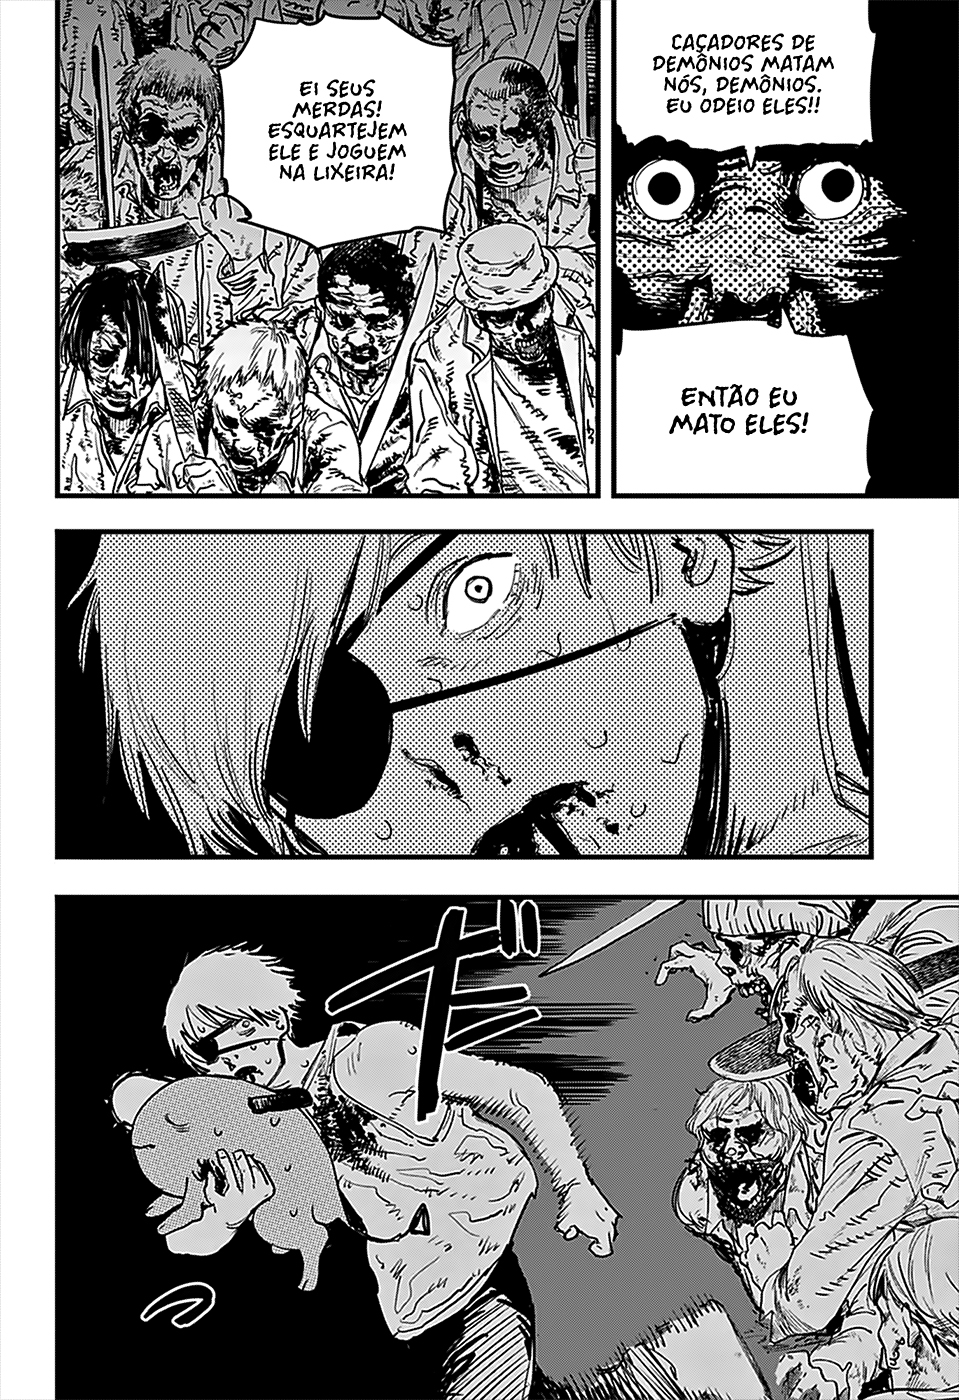 CAÇADORES DE
DEMÔNIOS MATAM
NÓS, DEMÔNIOS.
EU ODEIO ELES!!
ENTÃO EU
MATO ELES!
EI SEUS
MERDAS!
ESQUARTEJEM
ELE E JOGUEM
NA LIXEIRA!
ダッ